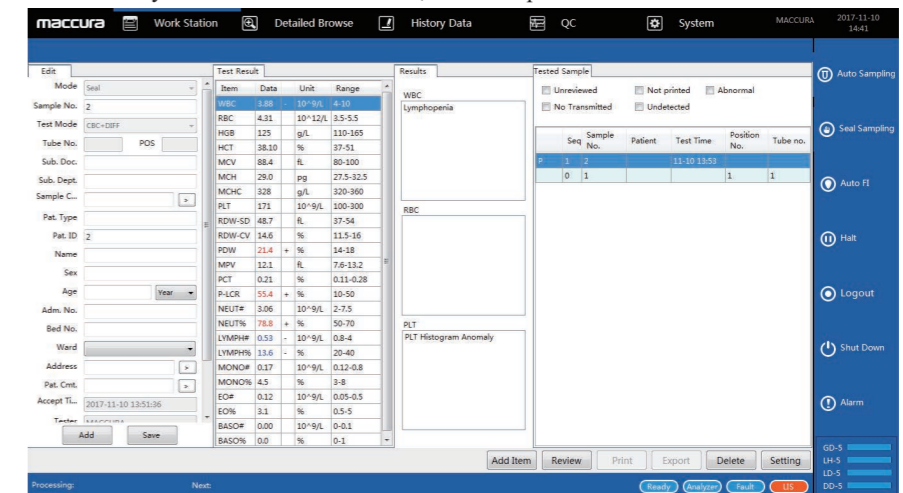 maccura Work Station Detailed Browse History Data QC System MACCURA 2017-11-10
14:41
Edit
Mode Seal
Sample No. 2
Test Mode CBC+DIFF
Tube No. POS
Sub. Doc.
Sub. Dept.
Sample C... >
Pat. Type
Pat. ID 2
Name
Sex
Age Year
Adm. No.
Bed No.
Ward
Address >
Pat. Cmt. >
Accept Ti... 2017-11-10 13:51:36
Tester MACCURA
Add Save
Test Result
Item Data Unit Range
WBC 3.88 - 10^9/L 4-10
RBC 4.31 10^12/L 3.5-5.5
HGB 125 g/L 110-165
HCT 38.10 % 37-51
MCV 88.4 fL 80-100
MCH 29.0 pg 27.5-32.5
MCHC 328 g/L 320-360
PLT 171 10^9/L 100-300
RDW-SD 48.7 fL 37-54
RDW-CV 14.6 % 11.5-16
PDW 21.4 + % 14-18
MPV 12.1 fL 7.6-13.2
PCT 0.21 % 0.11-0.28
P-LCR 55.4 + % 10-50
NEUT# 3.06 10^9/L 2-7.5
NEUT% 78.8 + % 50-70
LYMPH# 0.53 - 10^9/L 0.8-4
LYMPH% 13.6 - % 20-40
MONO# 0.17 10^9/L 0.12-0.8
MONO% 4.5 % 3-8
EO# 0.12 10^9/L 0.05-0.5
EO% 3.1 % 0.5-5
BASO# 0.00 10^9/L 0-0.1
BASO% 0.0 % 0-1
Results
WBC
Lymphopenia
RBC
PLT
PLT Histogram Anomaly
Tested Sample
Unreviewed Not printed Abnormal
No Transmitted Undetected
Seq Sample No. Patient Test Time Position No. Tube no.
P 1 2 11-10 13:53
0 1 1 1
Add Item Review Print Export Delete Setting
Auto Sampling
Seal Sampling
Auto FI
Halt
Logout
Shut Down
Alarm
GD-5
LH-5
LD-5
DD-5
Processing: Next: Ready Analyzer Fault LIS